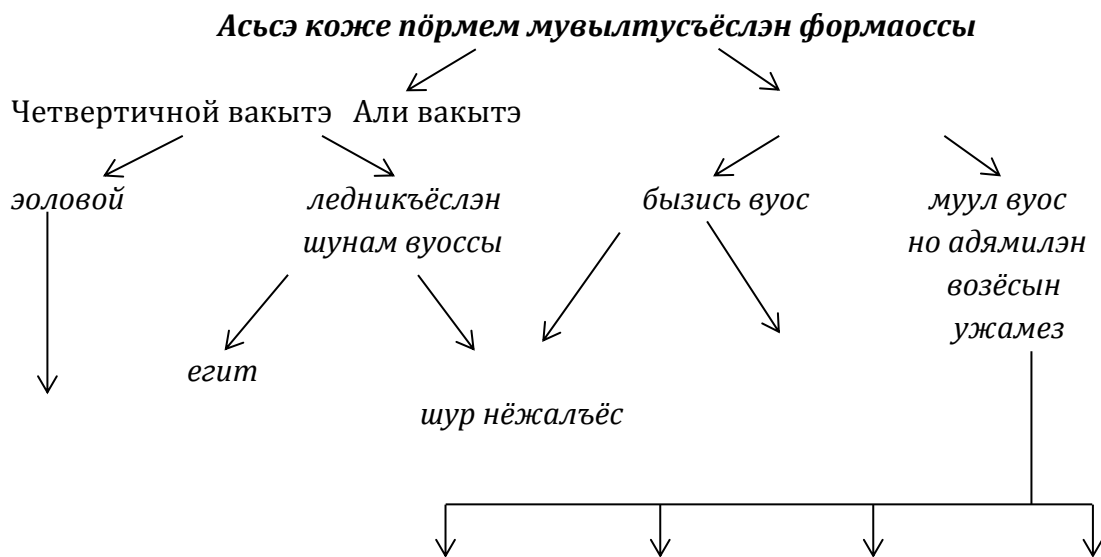 Асьсэ коже пӧрмем мувылтусъёслэн формаоссы
Четвертичной вакытэ Али вакытэ
эоловой ледникъёслэн бызись вуос муул вуос
шунам вуоссы но адямилэн
возёсын
ужамез
егит
шур нёжалъёс